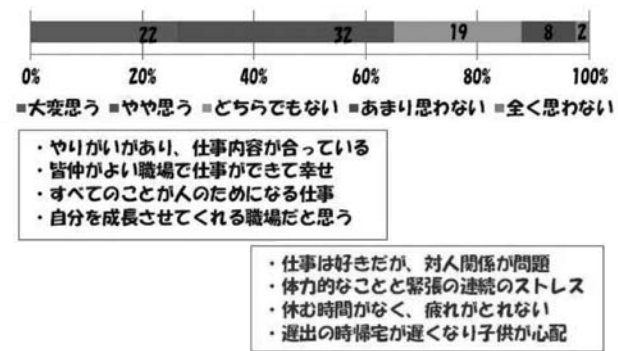 22 32 19 8 2
0% 20% 40% 60% 80% 100%
■大変思う ■やや思う ■どちらでもない ■あまり思わない ■全く思わない
・やりがいがあり、仕事内容が合っている
・皆仲がよい職場で仕事ができて幸せ
・すべてのことが人のためになる仕事
・自分を成長させてくれる職場だと思う
・仕事は好きだが、対人関係が問題
・体力的なことと緊張の連続のストレス
・休む時間がなく、疲れがとれない
・遅出の時帰宅が遅くなり子供が心配